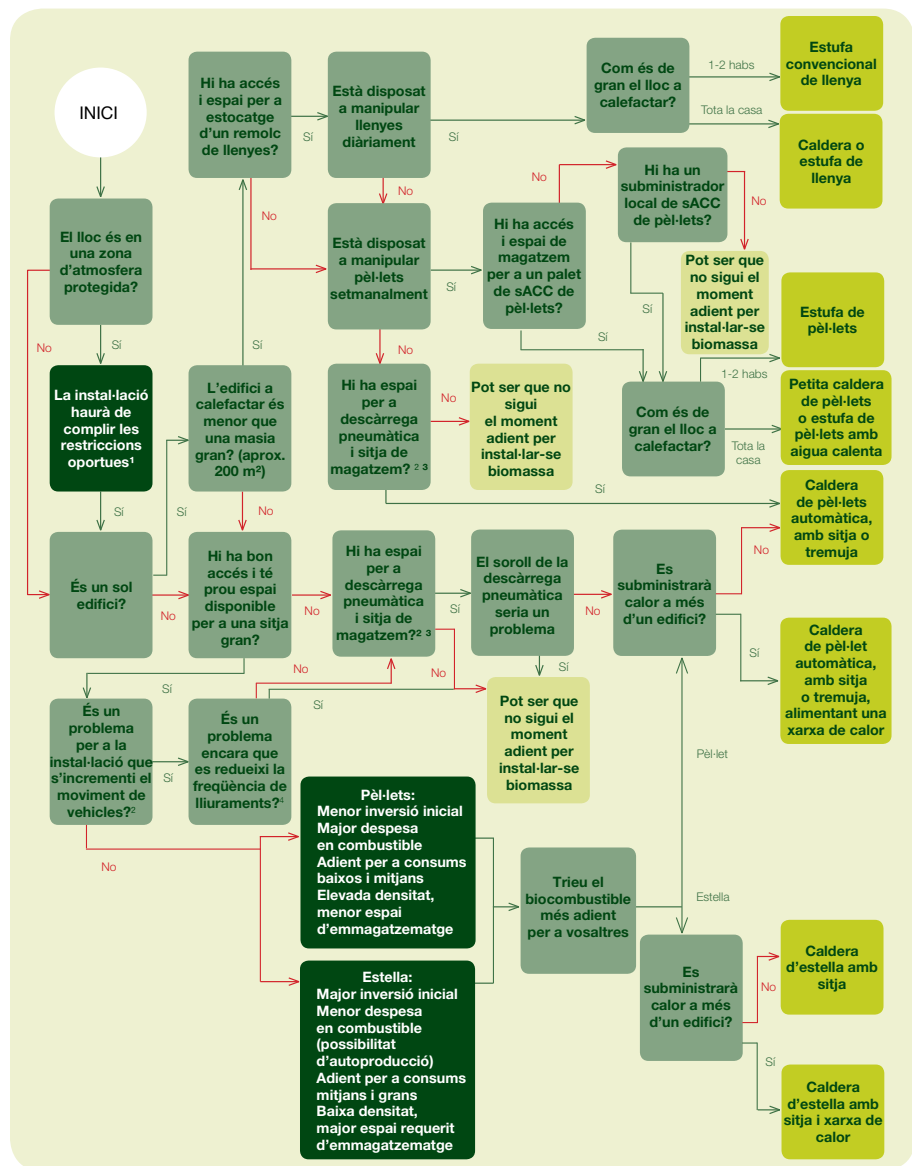 INICI
El lloc és en
una zona
d'atmosfera
protegida?
No
Sí
La instal·lació
haurà de
complir les
restriccions
oportues¹
Sí
És un sol
edifici?
Sí
No
Hi ha accés
i espai per a
estocatge
d'un remolc
de llenyes?
Sí
No
Sí
L'edifici a
calefactar és
menor que
una masia
gran? (aprox.
200 m²)
No
Hi ha bon
accés i té
prou espai
disponible
per a una sitja
gran?
No
Sí
Està disposat
a manipular
llenyes
diàriament
Sí
No
Està disposat
a manipular
pèl·lets
setmanalment
Sí
No
Hi ha espai
per a
descàrrega
pneumàtica
i sitja de
magatzem? ² ³
No
Sí
Pot ser que no
sigui
el moment
adient per
instal·lar-se
biomassa
Com és de
gran el lloc a
calefactar?
1-2 habs
Tota la casa
Estufa
convencional
de llenya
Caldera o
estufa de
llenya
Hi ha accés
i espai de
magatzem
per a un palet
de sACC de
pèl·lets?
No
Sí
Hi ha un
subministrador
local de sACC
de pèl·lets?
No
Sí
Pot ser que
no sigui el
moment
adient per
instal·lar-se
biomassa
Com és de
gran el lloc a
calefactar?
1-2 habs
Tota la
casa
Estufa de
pèl·lets
Petita caldera
de pèl·lets
o estufa de
pèl·lets amb
aigua calenta
Caldera
de pèl·lets
automàtica,
amb sitja o
tremuja
Hi ha espai
per a
descàrrega
pneumàtica
i sitja de
magatzem?² ³
Sí
No
El soroll de la
descàrrega
pneumàtica
seria un
problema
No
Sí
Pot ser que
no sigui el
moment
adient per
instal·lar-se
biomassa
Es
subministrarà
calor a més
d'un edifici?
No
Sí
Caldera
de pèl·let
automàtica,
amb sitja
o tremuja,
alimentant una
xarxa de calor
És un
problema
per a la
instal·lació que
s'incrementi el
moviment de
vehicles?²
Sí
No
És un
problema
encara que
es redueixi la
freqüència de
lliuraments?⁴
No
Sí
Pèl·lets:
Menor inversió inicial
Major despesa
en combustible
Adient per a consums
baixos i mitjans
Elevada densitat,
menor espai
d'emmagatzematge
Estella:
Major inversió inicial
Menor despesa
en combustible
(possibilitat
d'autoproducció)
Adient per a consums
mitjans i grans
Baixa densitat,
major espai requerit
d'emmagatzematge
Trieu el
biocombustible
més adient
per a vosaltres
Pèl·let
Estella
Es
subministrarà
calor a més
d'un edifici?
No
Sí
Caldera
d'estella amb
sitja
Caldera
d'estella amb
sitja i xarxa de
calor